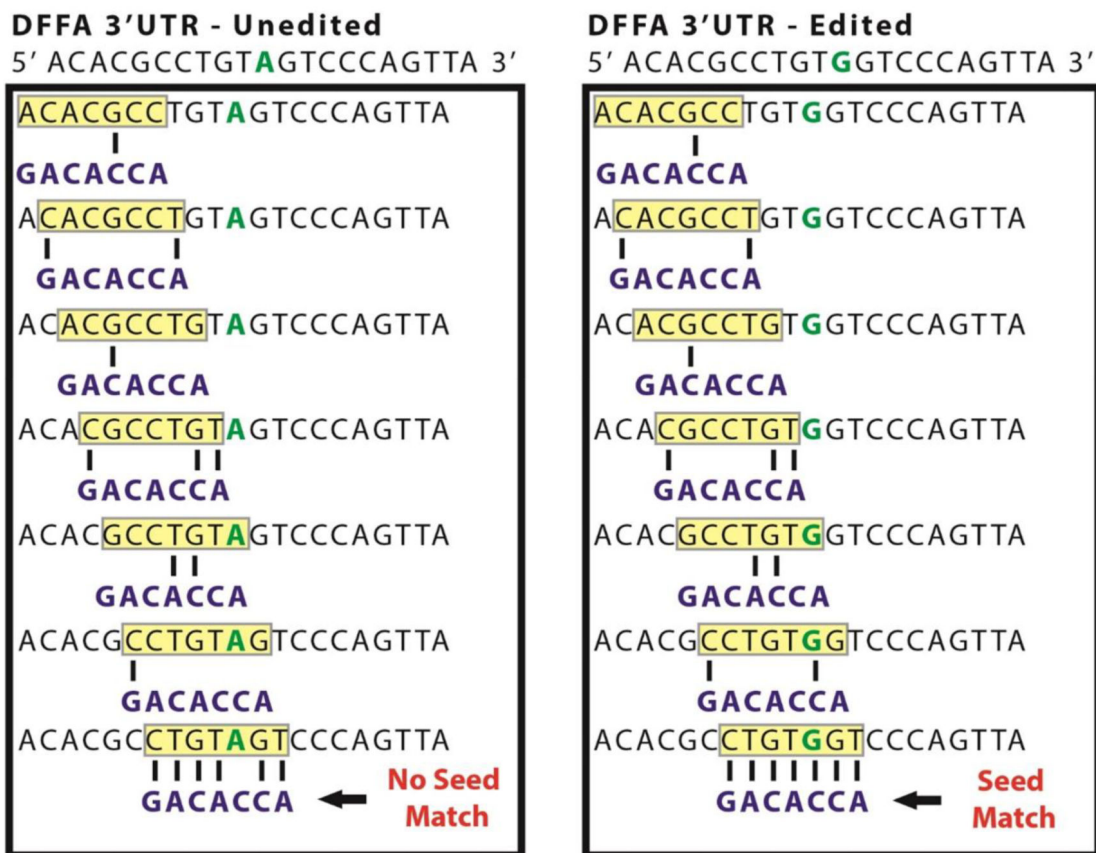 DFFA 3’UTR - Unedited
5’ ACACGCCTGTAGTCCCAGTTA 3’
ACACGCCTGTAGTCCCAGTTA
GACACCA
ACACGCCTGTAGTCCCAGTTA
GACACCA
ACACGCCTGTAGTCCCAGTTA
GACACCA
ACACGCCTGTAGTCCCAGTTA
GACACCA
ACACGCCTGTAGTCCCAGTTA
GACACCA
ACACGCCTGTAGTCCCAGTTA
GACACCA
ACACGCCTGTAGTCCCAGTTA
GACACCA
No Seed
Match
DFFA 3’UTR - Edited
5’ ACACGCCTGTGGTCCCAGTTA 3’
ACACGCCTGTGGTCCCAGTTA
GACACCA
ACACGCCTGTGGTCCCAGTTA
GACACCA
ACACGCCTGTGGTCCCAGTTA
GACACCA
ACACGCCTGTGGTCCCAGTTA
GACACCA
ACACGCCTGTGGTCCCAGTTA
GACACCA
ACACGCCTGTGGTCCCAGTTA
GACACCA
ACACGCCTGTGGTCCCAGTTA
GACACCA
Seed
Match